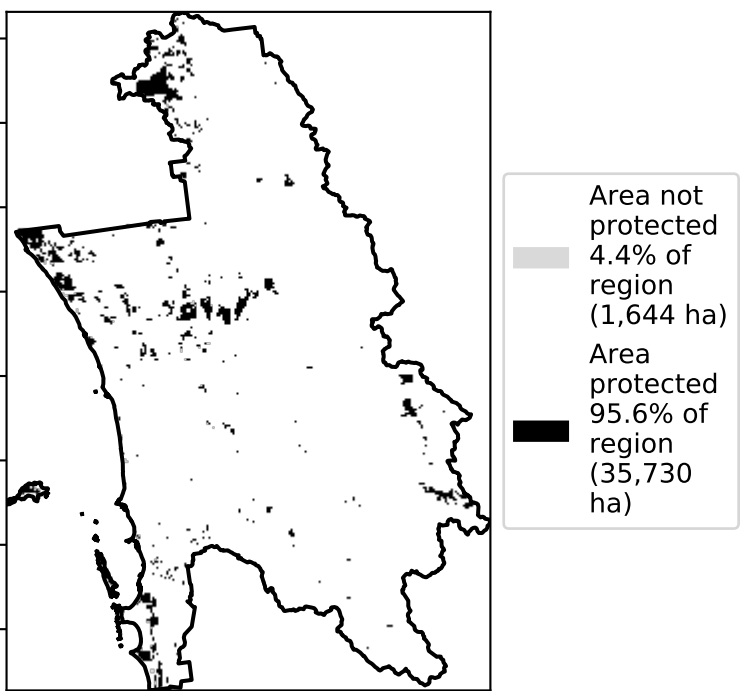 Area not
protected
4.4% of
region
(1,644 ha)
Area
protected
95.6% of
region
(35,730
ha)